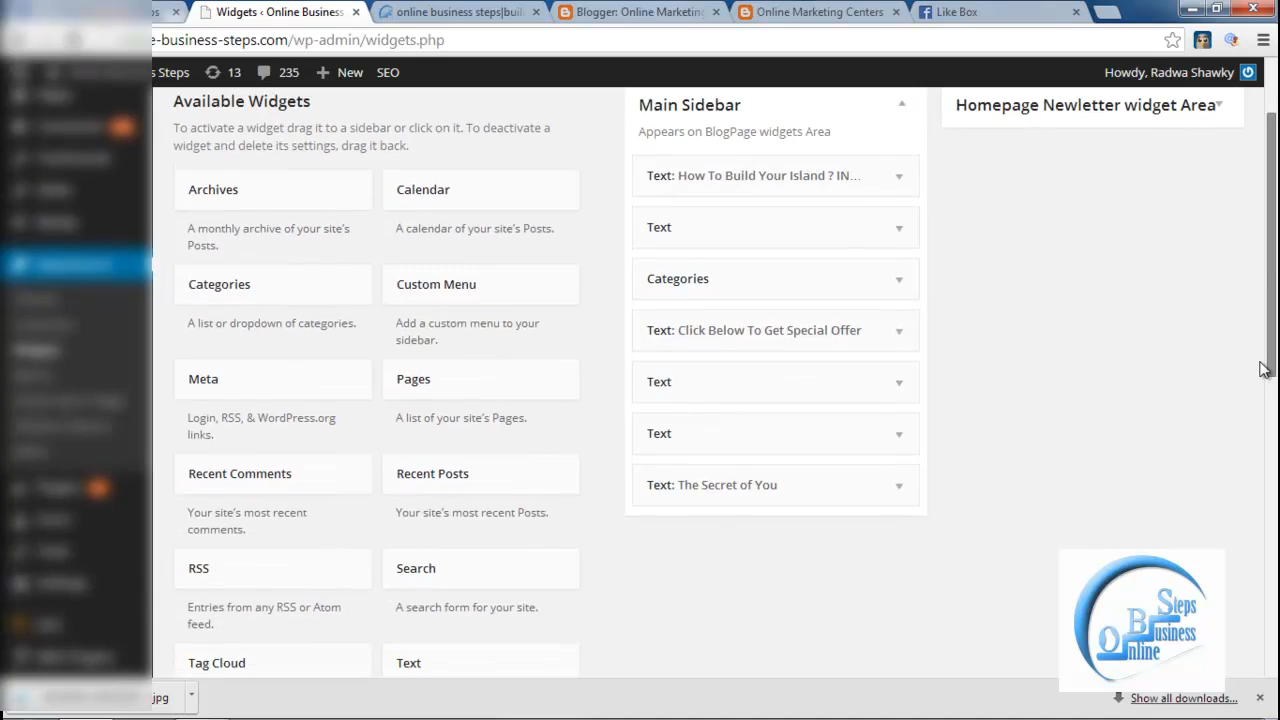 Widgets ‹ Online Business
online business steps|buil
Blogger: Online Marketing
Online Marketing Centers
Like Box
e-business-steps.com/wp-admin/widgets.php
Steps
13
235
New
SEO
Howdy, Radwa Shawky
Available Widgets
To activate a widget drag it to a sidebar or click on it. To deactivate a
widget and delete its settings, drag it back.
Archives
Calendar
A monthly archive of your site's
Posts.
A calendar of your site's Posts.
Categories
Custom Menu
A list or dropdown of categories.
Add a custom menu to your
sidebar.
Meta
Pages
Login, RSS, & WordPress.org
links.
A list of your site's Pages.
Recent Comments
Recent Posts
Your site's most recent
comments.
Your site's most recent Posts.
RSS
Search
Entries from any RSS or Atom
feed.
A search form for your site.
Tag Cloud
Text
Main Sidebar
Appears on BlogPage widgets Area
Text: How To Build Your Island ? IN...
Text
Categories
Text: Click Below To Get Special Offer
Text
Text
Text: The Secret of You
Homepage Newletter widget Area
Steps
Business
Online
jpg
Show all downloads...